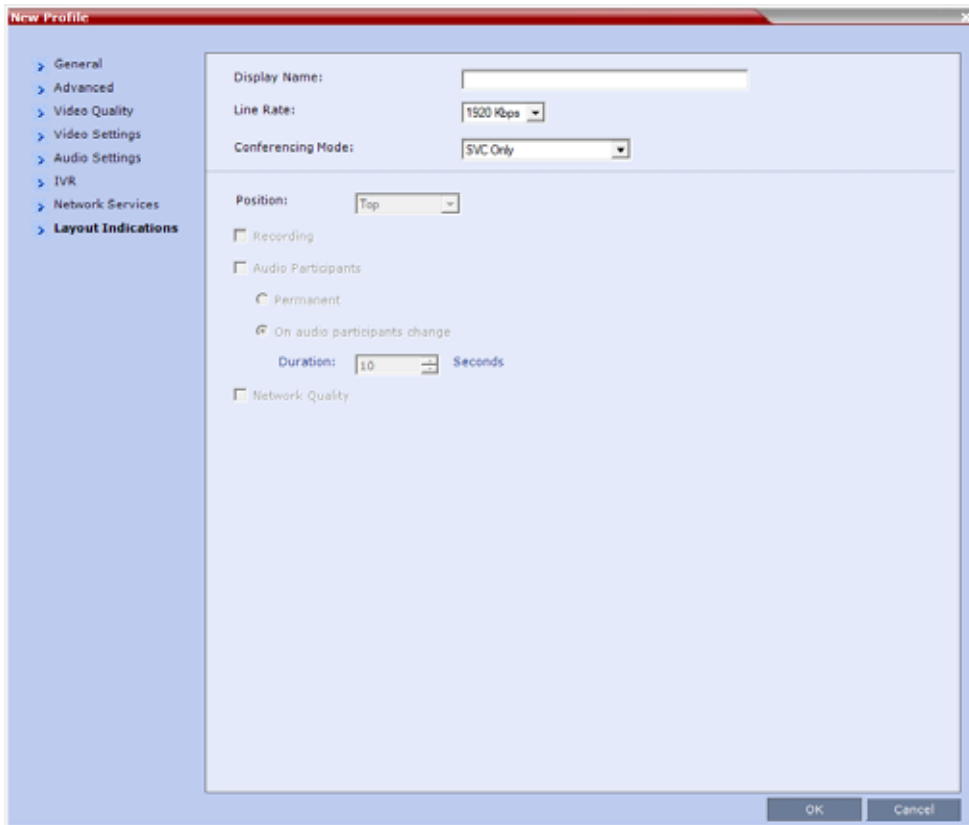 New Profile
General
Advanced
Video Quality
Video Settings
Audio Settings
IVR
Network Services
Layout Indications
Display Name:
Line Rate: 1920 Kbps
Conferencing Mode: SVC Only
Position: Top
Recording
Audio Participants
Permanent
On audio participants change
Duration: 10 Seconds
Network Quality
OK Cancel